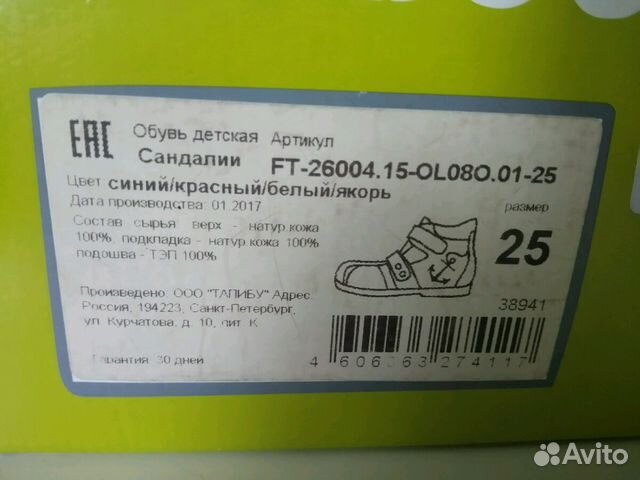 EAC Обувь детская Артикул
Сандалии FT-26004.15-OL08O.01-25
Цвет: синий/красный/белый/якорь
Дата производства: 01.2017
размер
Состав сырья: верх - натур.кожа
100%, подкладка - натур.кожа 100%
подошва - ТЭП 100%
25
Произведено: ООО "ТАПИБУ" Адрес:
Россия, 194223, Санкт-Петербург,
ул. Курчатова, д. 10, лит. К
38941
Гарантия: 30 дней
4 606363 274117
Avito